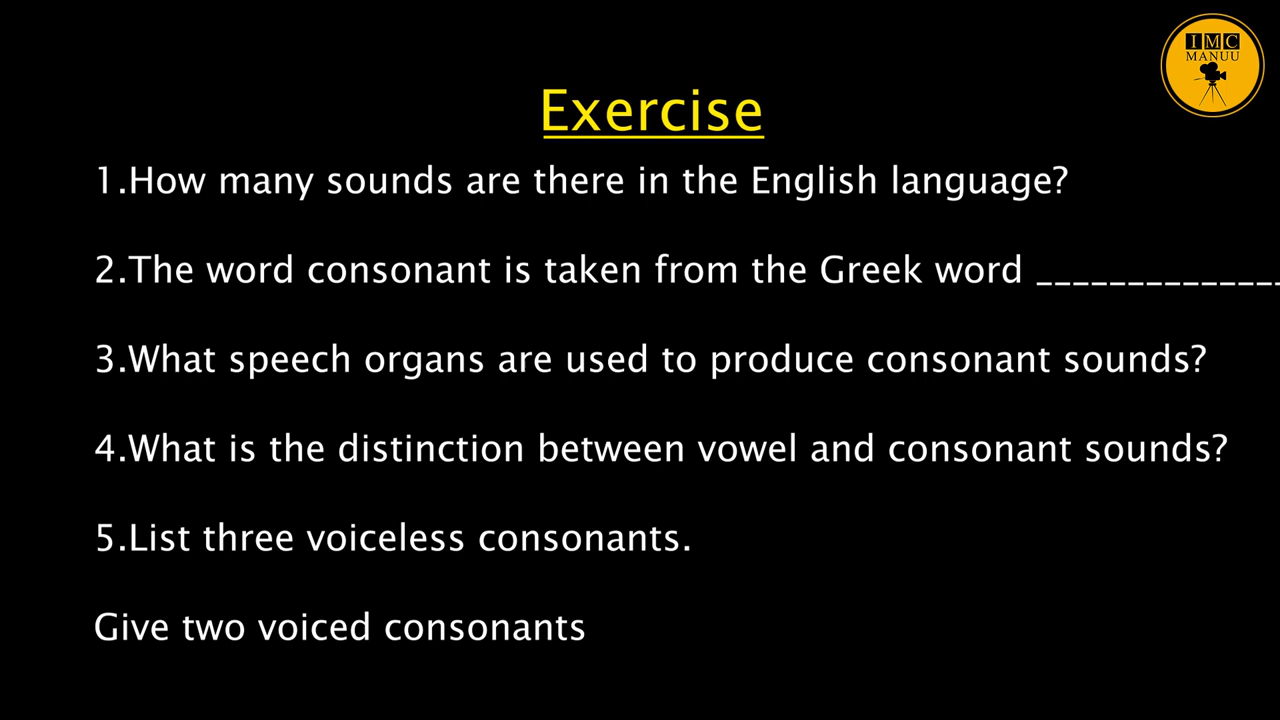 IMC
MANUU
Exercise
1.How many sounds are there in the English language?
2.The word consonant is taken from the Greek word ______________
3.What speech organs are used to produce consonant sounds?
4.What is the distinction between vowel and consonant sounds?
5.List three voiceless consonants.
Give two voiced consonants